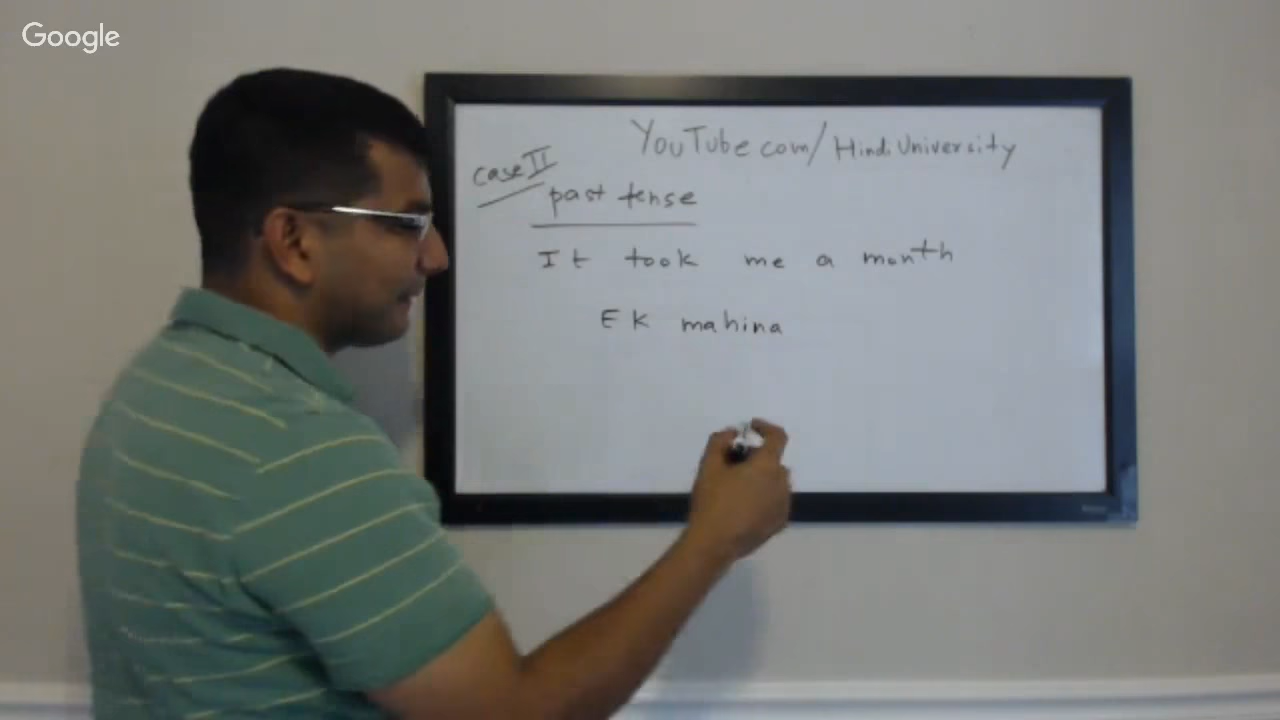 Google
YouTube.com/HindiUniversity
Case II
past tense
It took me a month
EK mahina